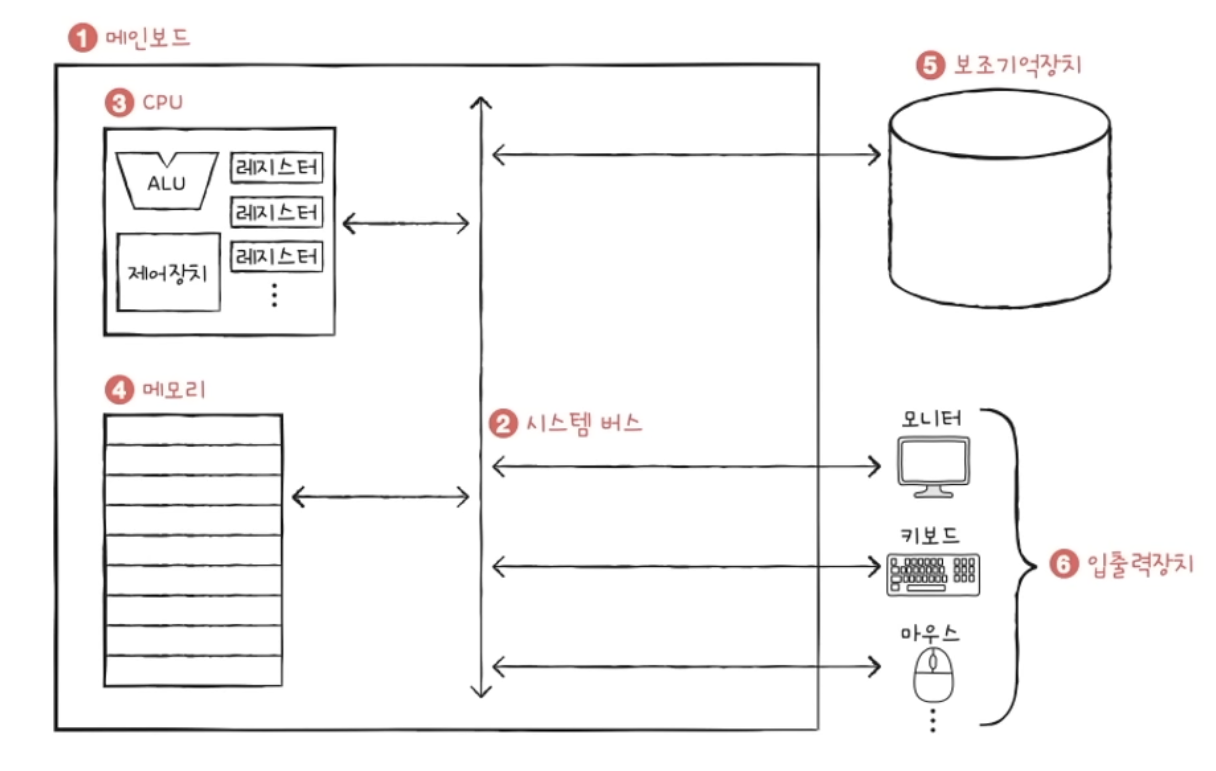 1 메인보드
3 CPU
ALU
레지스터
레지스터
레지스터
제어장치
4 메모리
2 시스템 버스
5 보조기억장치
모니터
키보드
마우스
6 입출력장치